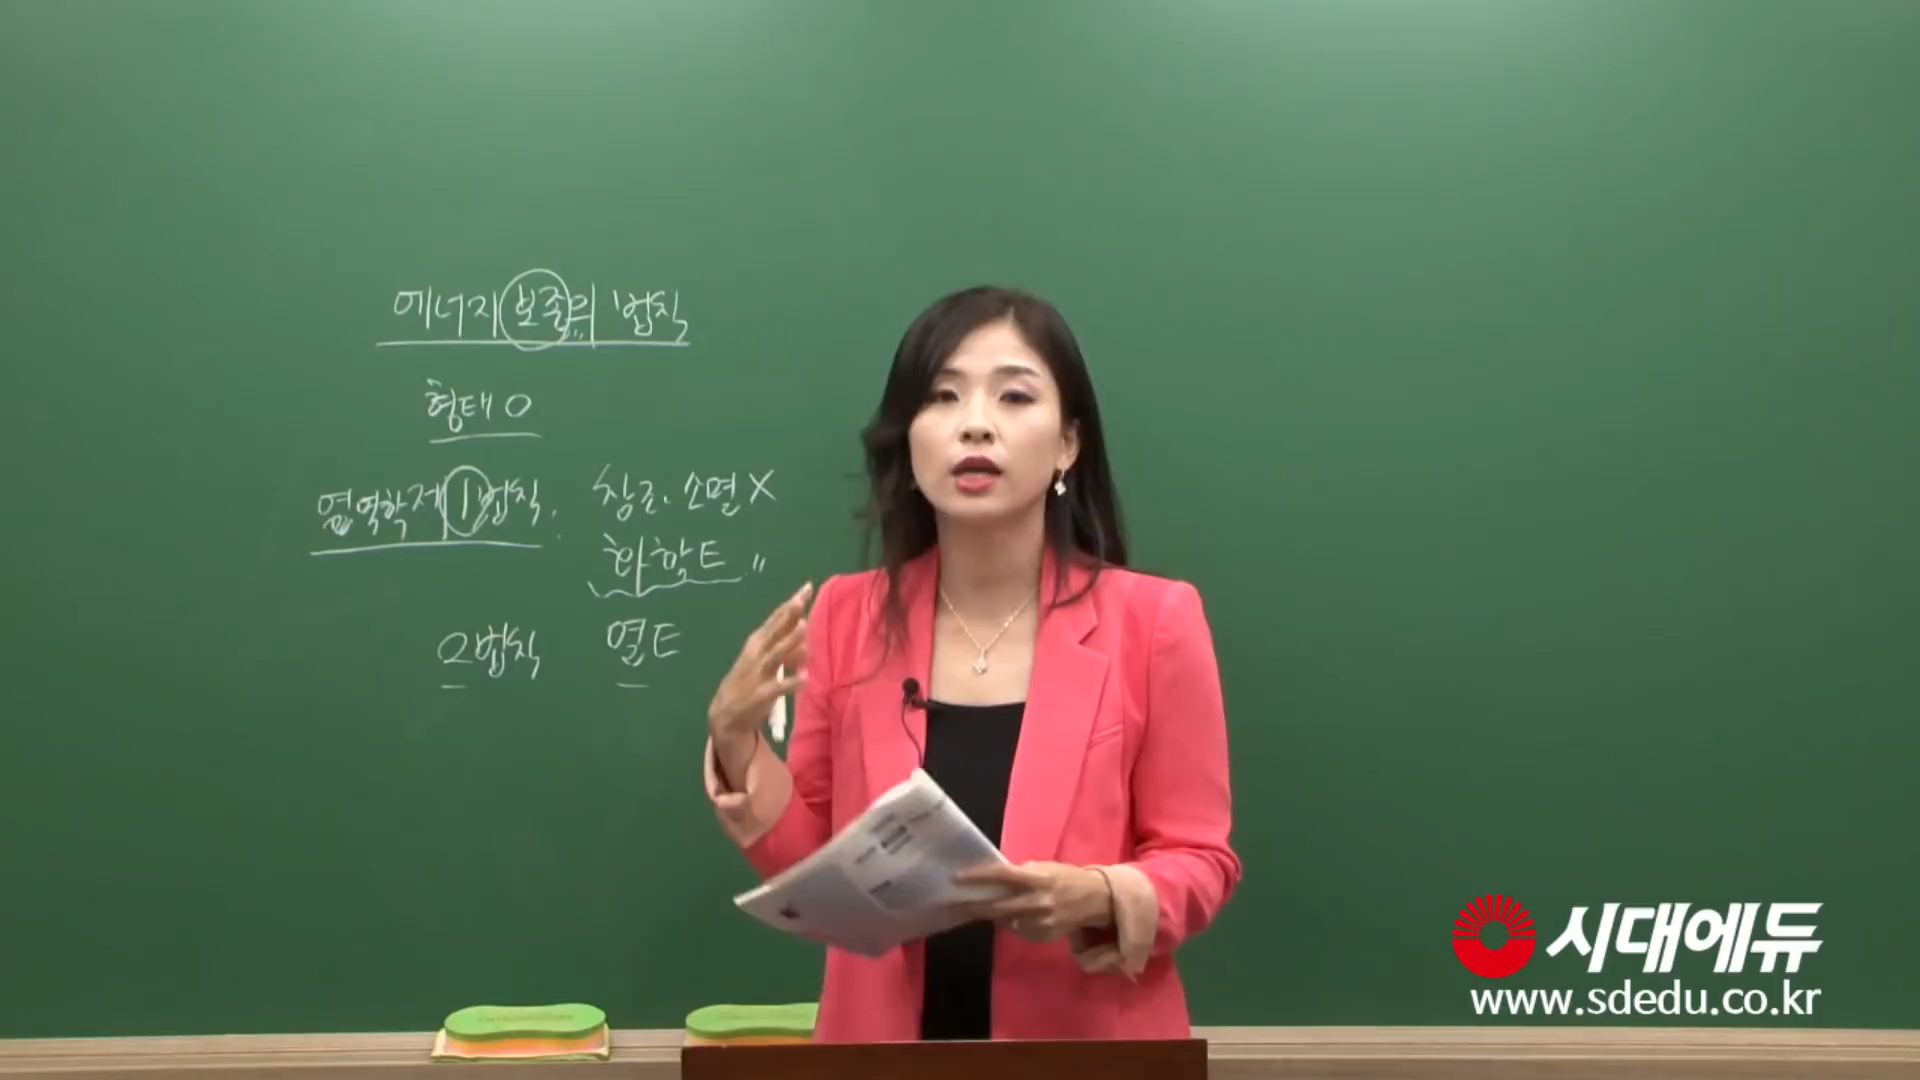 에너지 보존의 법칙
형태 O
열역학 제1법칙. 창조. 소멸 X
화학E
2법칙 열E
시대에듀
www.sdedu.co.kr